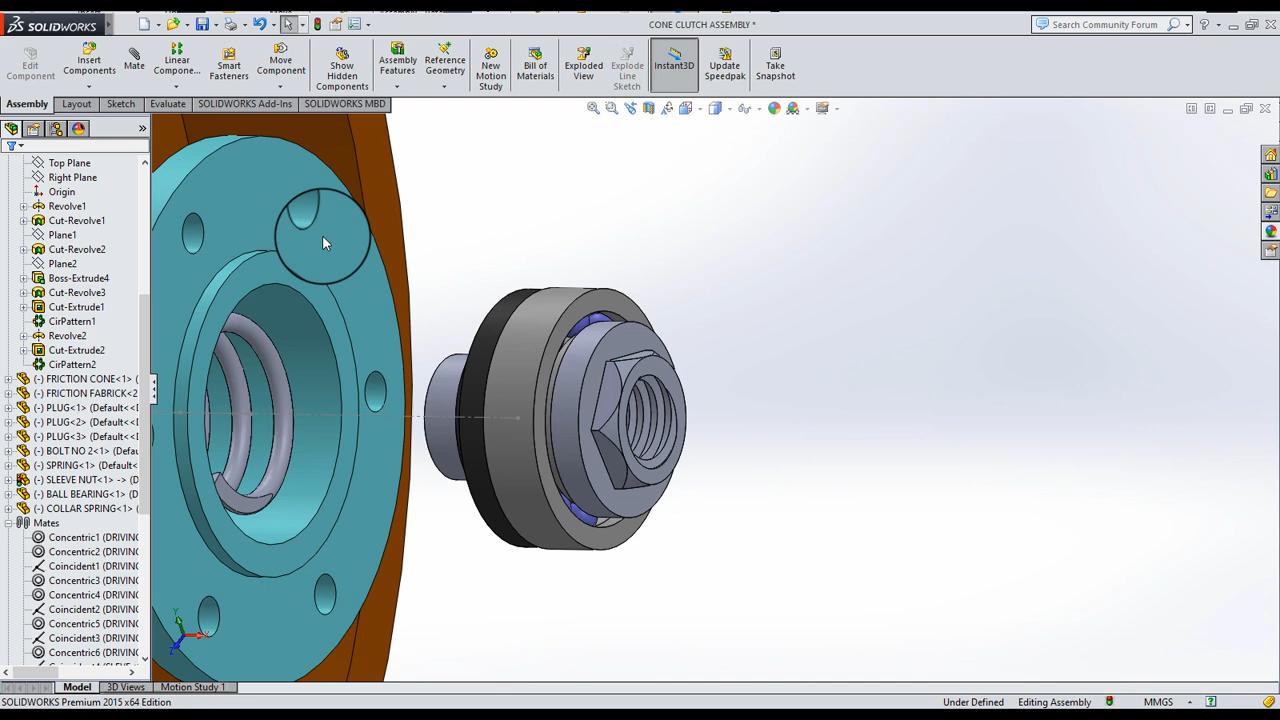 SOLIDWORKS
CONE CLUTCH ASSEMBLY *
Search Community Forum
Edit Component
Insert Components
Mate
Linear Compone...
Smart Fasteners
Move Component
Show Hidden Components
Assembly Features
Reference Geometry
New Motion Study
Bill of Materials
Exploded View
Explode Line Sketch
Instant3D
Update Speedpak
Take Snapshot
Assembly
Layout
Sketch
Evaluate
SOLIDWORKS Add-Ins
SOLIDWORKS MBD
Top Plane
Right Plane
Origin
Revolve1
Cut-Revolve1
Plane1
Cut-Revolve2
Plane2
Boss-Extrude4
Cut-Revolve3
Cut-Extrude1
CirPattern1
Revolve2
Cut-Extrude2
CirPattern2
(-) FRICTION CONE<1> (
(-) FRICTION FABRICK<2
(-) PLUG<1> (Default<<D
(-) PLUG<2> (Default<<D
(-) PLUG<3> (Default<<D
(-) BOLT NO 2<1> (Defau
(-) SPRING<1> (Default<
(-) SLEEVE NUT<1> -> (D
(-) BALL BEARING<1> (D
(-) COLLAR SPRING<1> (
Mates
Concentric1 (DRIVING
Concentric2 (DRIVING
Coincident1 (DRIVING
Concentric3 (DRIVING
Concentric4 (DRIVING
Coincident2 (DRIVING
Concentric5 (DRIVING
Coincident3 (DRIVING
Concentric6 (DRIVING
Y
Z
Model
3D Views
Motion Study 1
SOLIDWORKS Premium 2015 x64 Edition
Under Defined
Editing Assembly
MMGS